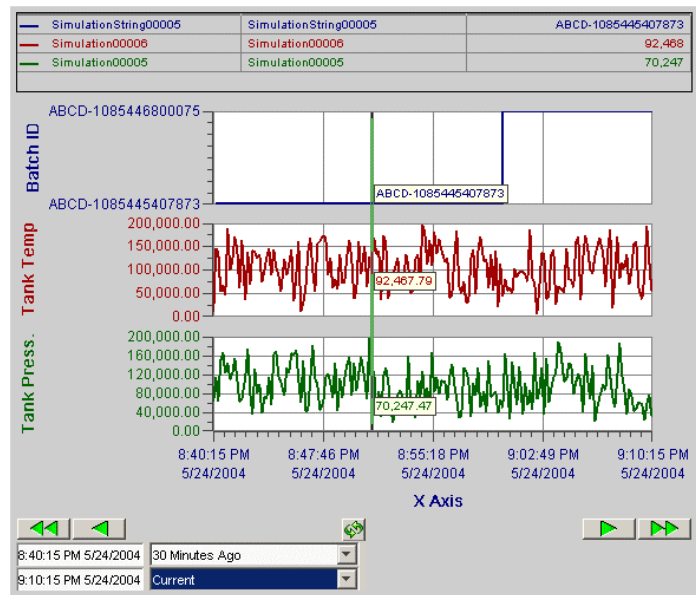 SimulationString00005 SimulationString00005 ABCD-1085445407873
Simulation00006 Simulation00006 92,468
Simulation00005 Simulation00005 70,247
Batch ID
ABCD-1085446800075
ABCD-1085445407873
ABCD-1085445407873
Tank Temp
200,000.00
150,000.00
100,000.00
50,000.00
0.00
92,467.79
Tank Press.
200,000.00
160,000.00
120,000.00
80,000.00
40,000.00
0.00
70,247.47
8:40:15 PM 8:47:46 PM 8:55:18 PM 9:02:49 PM 9:10:15 PM
5/24/2004 5/24/2004 5/24/2004 5/24/2004 5/24/2004
X Axis
8:40:15 PM 5/24/2004 30 Minutes Ago
9:10:15 PM 5/24/2004 Current